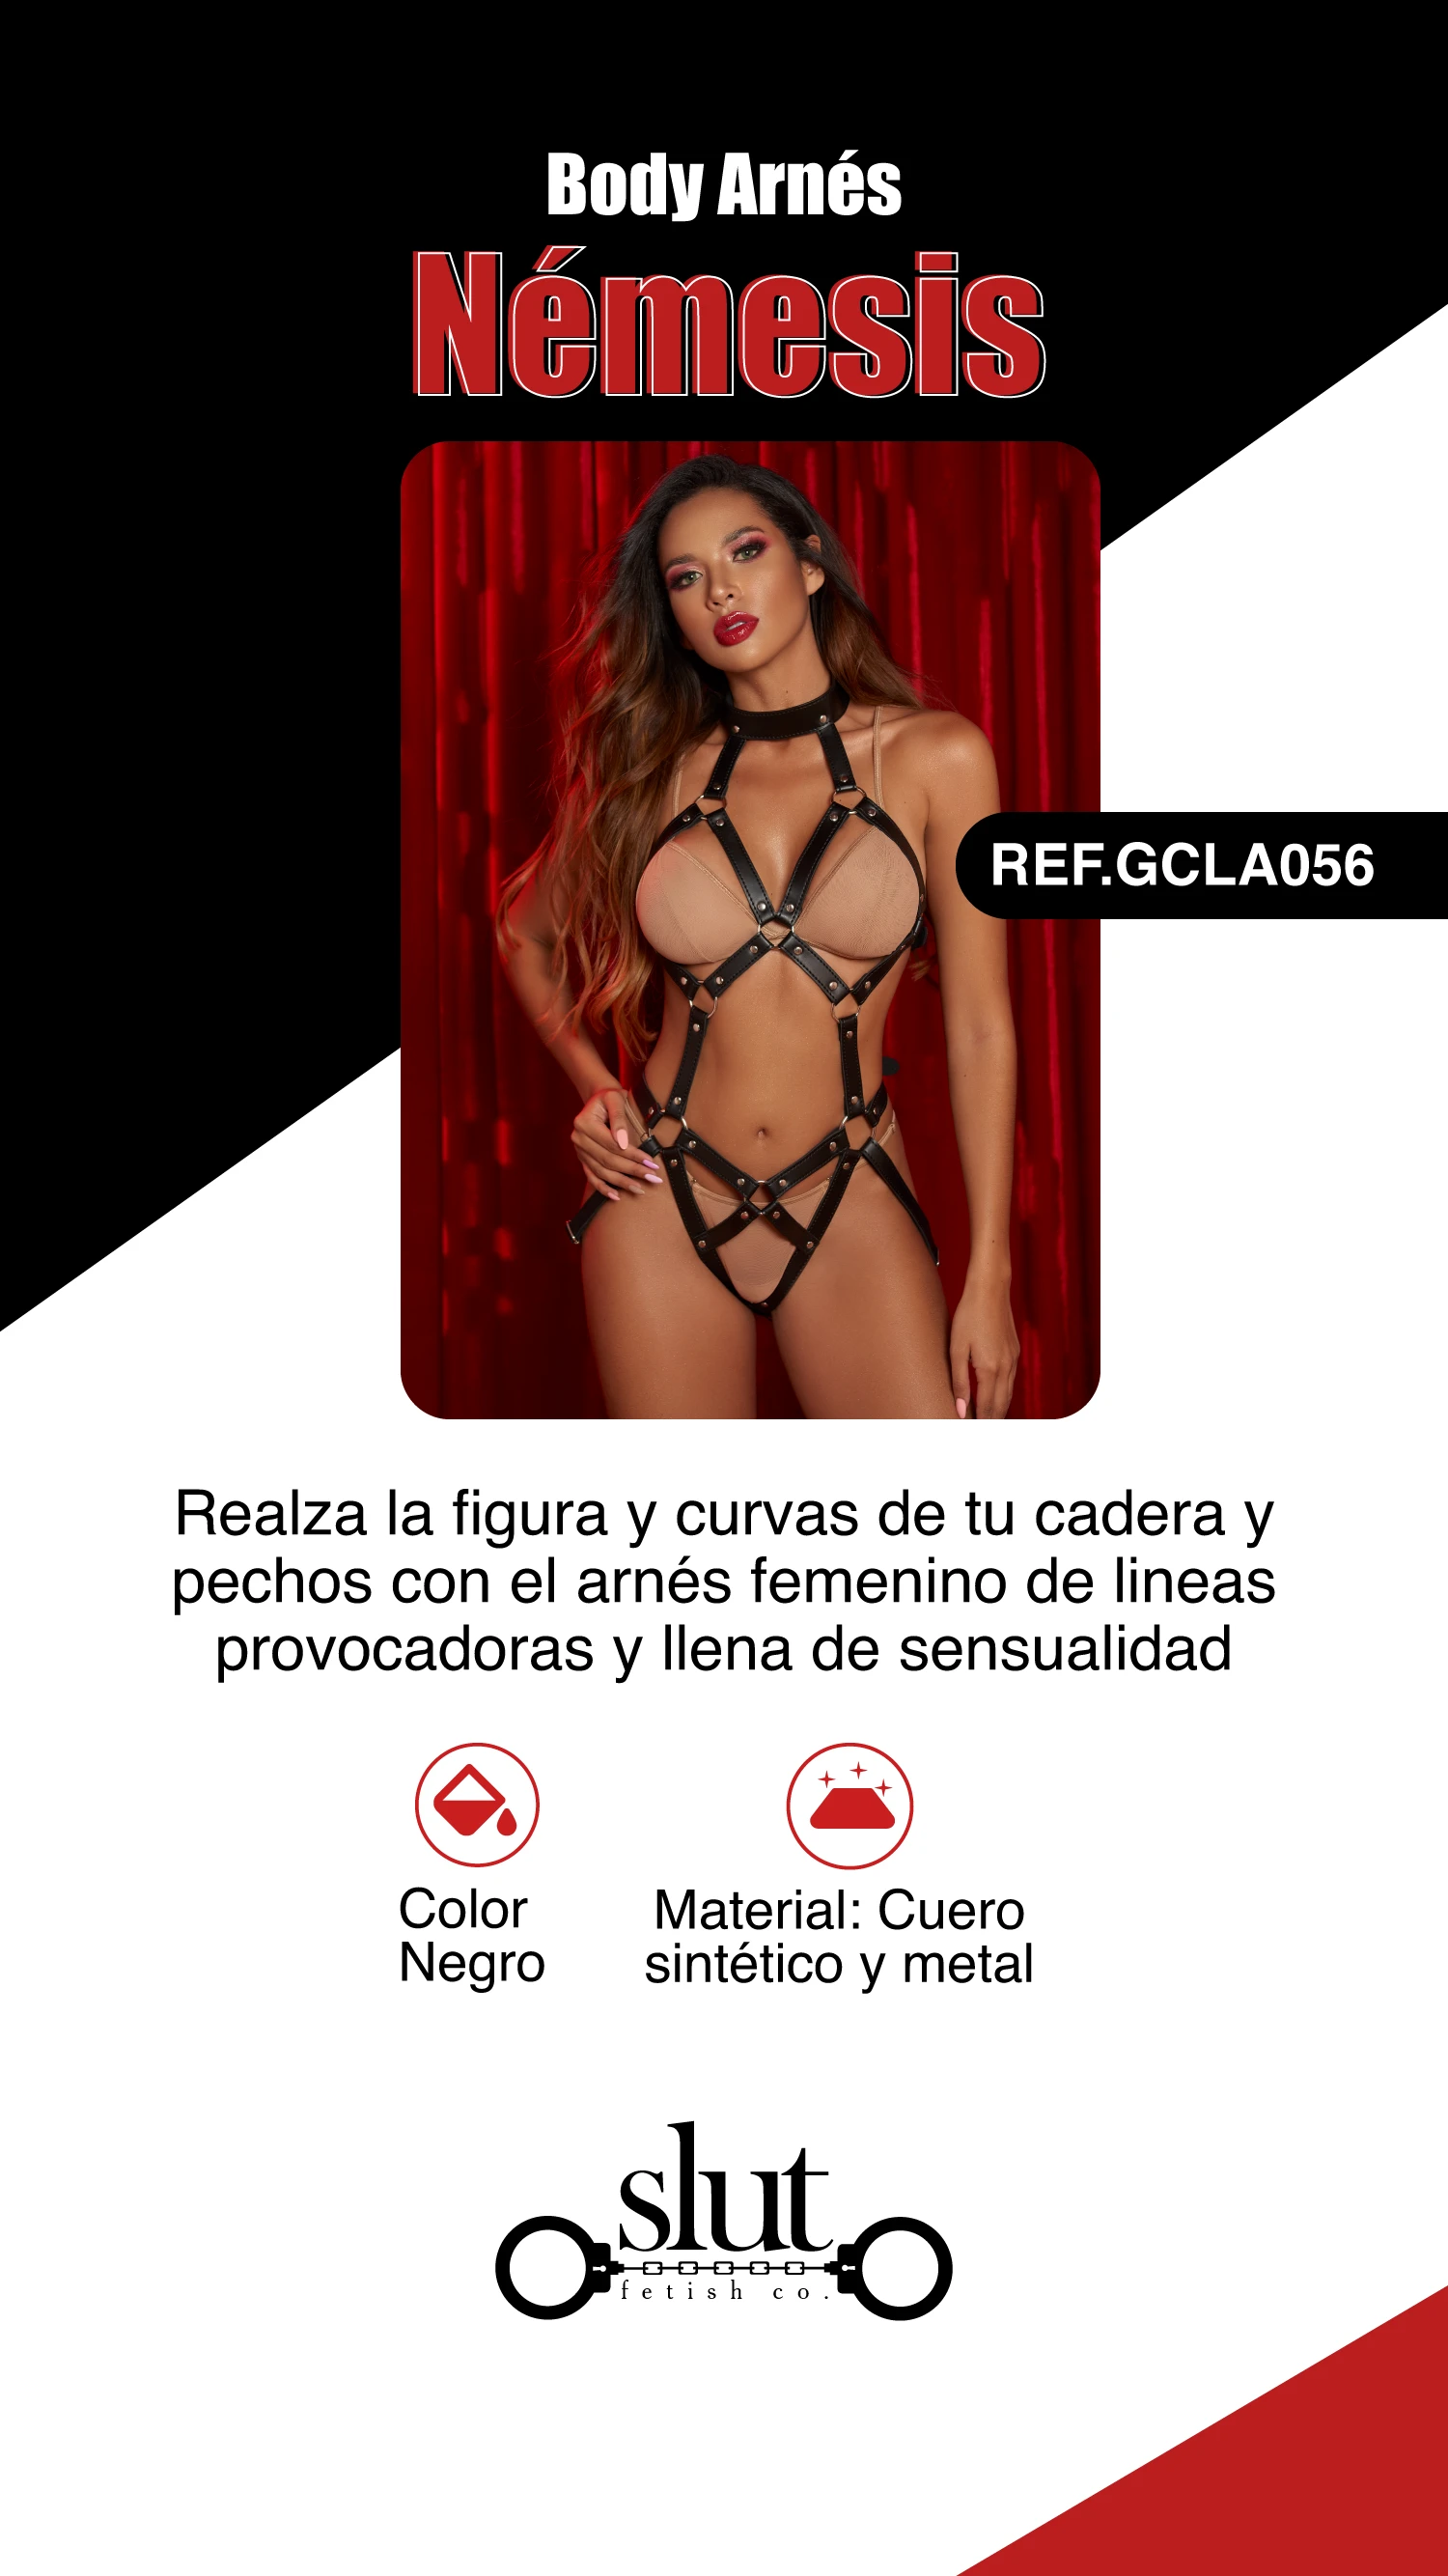 Body Arnés
Némesis
REF.GCLA056
Realza la figura y curvas de tu cadera y
pechos con el arnés femenino de lineas
provocadoras y llena de sensualidad
Color
Negro
Material: Cuero
sintético y metal
slut
fetish co.